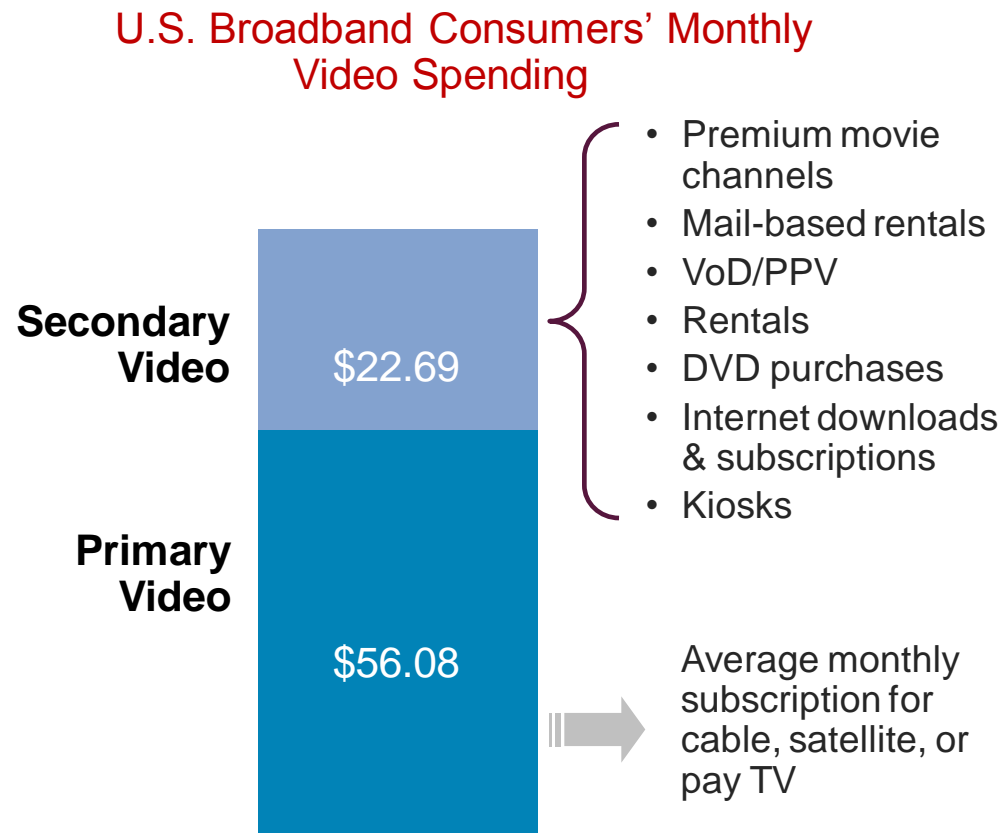 U.S. Broadband Consumers’ Monthly
Video Spending
• Premium movie
channels
• Mail-based rentals
• VoD/PPV
• Rentals
• DVD purchases
• Internet downloads
& subscriptions
• Kiosks
Secondary
Video
$22.69
Primary
Video
$56.08
Average monthly
subscription for
cable, satellite, or
pay TV